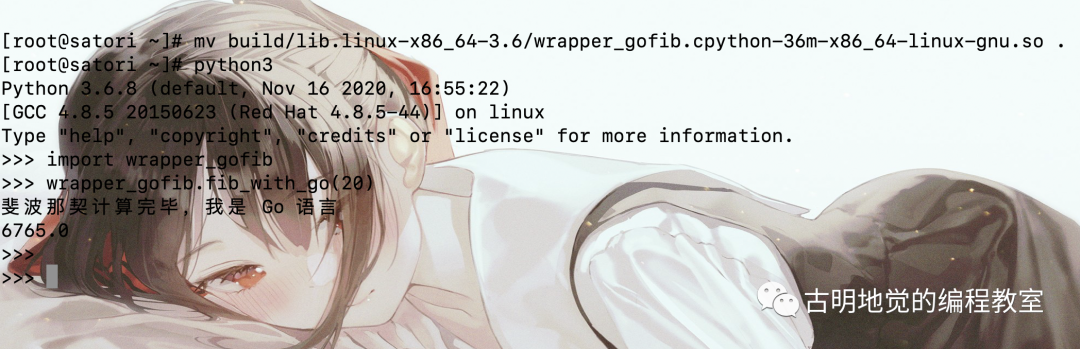 [root@satori ~]# mv build/lib.linux-x86_64-3.6/wrapper_gofib.cpython-36m-x86_64-linux-gnu.so .
[root@satori ~]# python3
Python 3.6.8 (default, Nov 16 2020, 16:55:22)
[GCC 4.8.5 20150623 (Red Hat 4.8.5-44)] on linux
Type "help", "copyright", "credits" or "license" for more information.
>>> import wrapper_gofib
>>> wrapper_gofib.fib_with_go(20)
斐波那契计算完毕, 我是 Go 语言
6765.0
>>>
>>>
古明地觉的编程教室